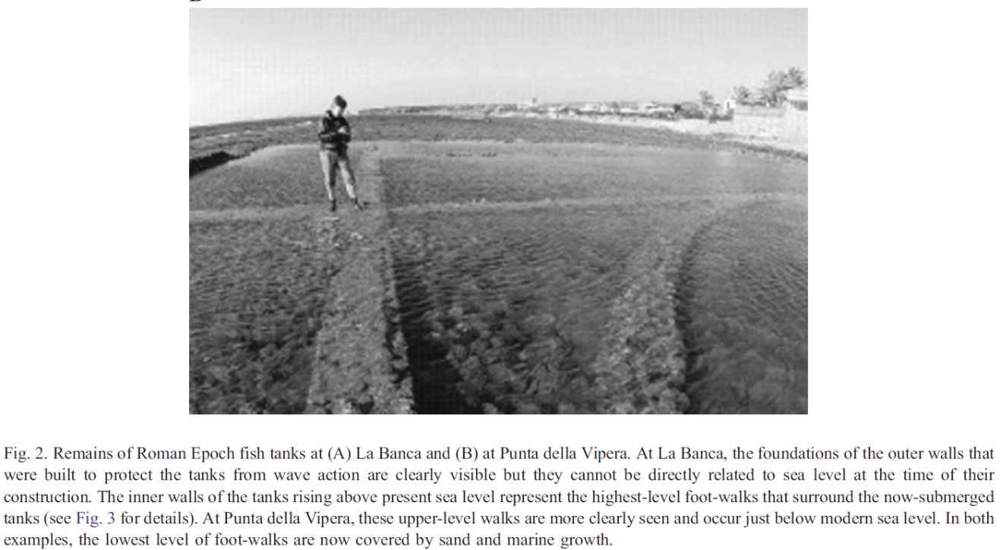 Fig. 2. Remains of Roman Epoch fish tanks at (A) La Banca and (B) at Punta della Vipera. At La Banca, the foundations of the outer walls that
were built to protect the tanks from wave action are clearly visible but they cannot be directly related to sea level at the time of their
construction. The inner walls of the tanks rising above present sea level represent the highest-level foot-walks that surround the now-submerged
tanks (see Fig. 3 for details). At Punta della Vipera, these upper-level walks are more clearly seen and occur just below modern sea level. In both
examples, the lowest level of foot-walks are now covered by sand and marine growth.